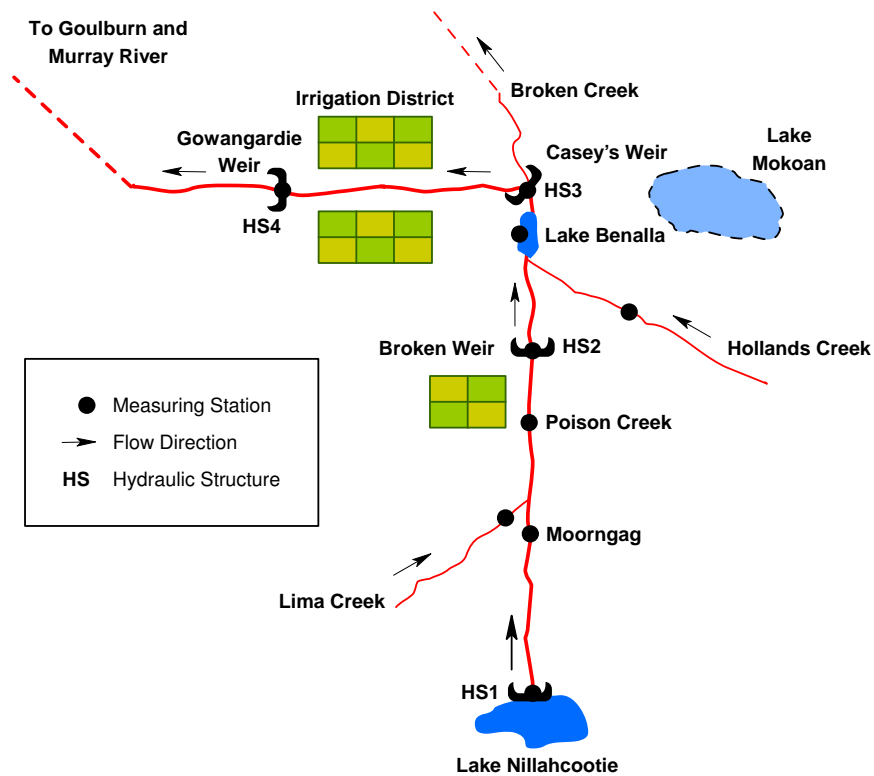 To Goulburn and
Murray River
Broken Creek
Irrigation District
Gowangardie
Weir
Casey's Weir
Lake
Mokoan
HS3
HS4
Lake Benalla
Broken Weir
HS2
Hollands Creek
Measuring Station
Flow Direction
HS Hydraulic Structure
Poison Creek
Moorngag
Lima Creek
HS1
Lake Nillahcootie